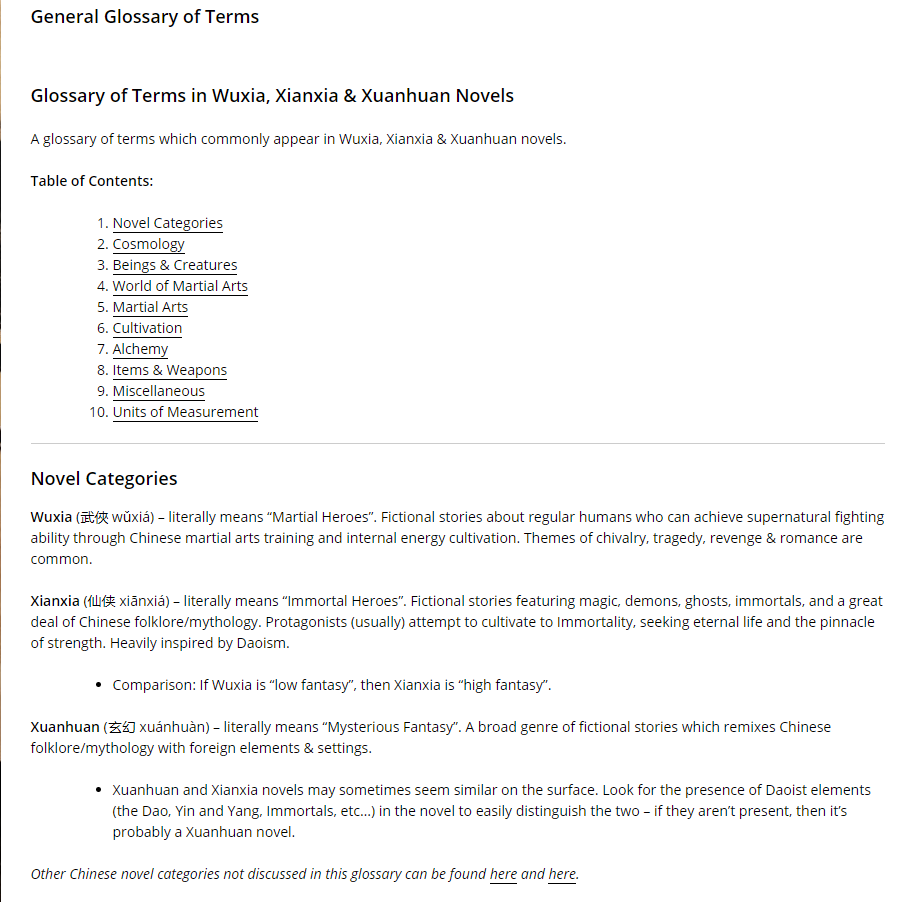 General Glossary of Terms
Glossary of Terms in Wuxia, Xianxia & Xuanhuan Novels
A glossary of terms which commonly appear in Wuxia, Xianxia & Xuanhuan novels.
Table of Contents:
1. Novel Categories
2. Cosmology
3. Beings & Creatures
4. World of Martial Arts
5. Martial Arts
6. Cultivation
7. Alchemy
8. Items & Weapons
9. Miscellaneous
10. Units of Measurement
Novel Categories
Wuxia (武俠 wǔxiá) – literally means “Martial Heroes”. Fictional stories about regular humans who can achieve supernatural fighting
ability through Chinese martial arts training and internal energy cultivation. Themes of chivalry, tragedy, revenge & romance are
common.
Xianxia (仙侠 xiānxiá) – literally means “Immortal Heroes”. Fictional stories featuring magic, demons, ghosts, immortals, and a great
deal of Chinese folklore/mythology. Protagonists (usually) attempt to cultivate to Immortality, seeking eternal life and the pinnacle
of strength. Heavily inspired by Daoism.
• Comparison: If Wuxia is “low fantasy”, then Xianxia is “high fantasy”.
Xuanhuan (玄幻 xuánhuàn) – literally means “Mysterious Fantasy”. A broad genre of fictional stories which remixes Chinese
folklore/mythology with foreign elements & settings.
• Xuanhuan and Xianxia novels may sometimes seem similar on the surface. Look for the presence of Daoist elements
(the Dao, Yin and Yang, Immortals, etc…) in the novel to easily distinguish the two – if they aren’t present, then it’s
probably a Xuanhuan novel.
Other Chinese novel categories not discussed in this glossary can be found here and here.